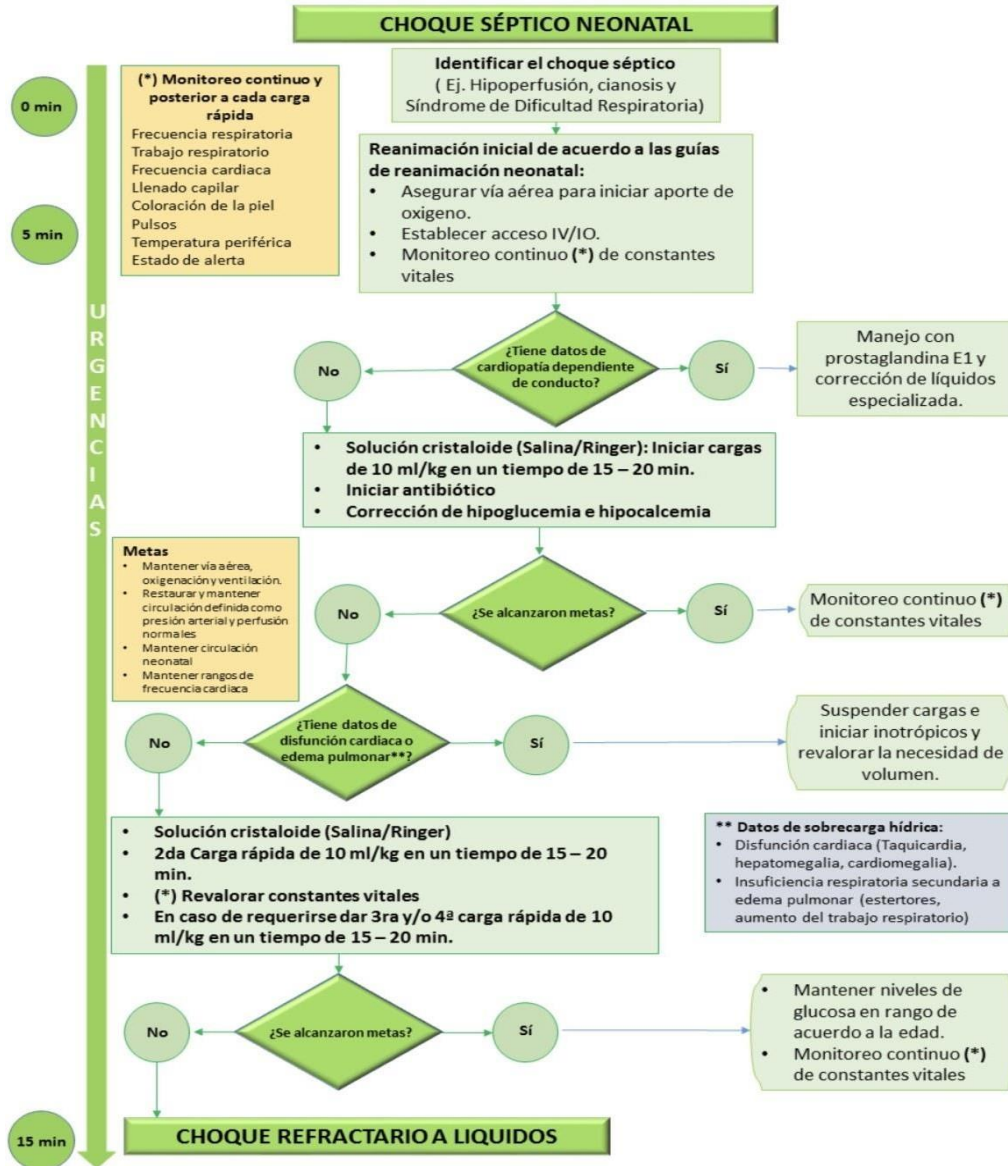 CHOQUE SÉPTICO NEONATAL
0 min
5 min
URGENCIAS
15 min
(*) Monitoreo continuo y
posterior a cada carga
rápida
Frecuencia respiratoria
Trabajo respiratorio
Frecuencia cardiaca
Llenado capilar
Coloración de la piel
Pulsos
Temperatura periférica
Estado de alerta
Identificar el choque séptico
( Ej. Hipoperfusión, cianosis y
Síndrome de Dificultad Respiratoria)
Reanimación inicial de acuerdo a las guías
de reanimación neonatal:
• Asegurar vía aérea para iniciar aporte de
oxigeno.
• Establecer acceso IV/IO.
• Monitoreo continuo (*) de constantes
vitales
No
¿Tiene datos de
cardiopatía dependiente
de conducto?
Sí
Manejo con
prostaglandina E1 y
corrección de líquidos
especializada.
• Solución cristaloide (Salina/Ringer): Iniciar cargas
de 10 ml/kg en un tiempo de 15 – 20 min.
• Iniciar antibiótico
• Corrección de hipoglucemia e hipocalcemia
Metas
• Mantener vía aérea,
oxigenación y ventilación.
• Restaurar y mantener
circulación definida como
presión arterial y perfusión
normales
• Mantener circulación
neonatal
• Mantener rangos de
frecuencia cardiaca
No
¿Se alcanzaron metas?
Sí
Monitoreo continuo (*)
de constantes vitales
No
¿Tiene datos de
disfunción cardiaca o
edema pulmonar**?
Sí
Suspender cargas e
iniciar inotrópicos y
revalorar la necesidad de
volumen.
• Solución cristaloide (Salina/Ringer)
• 2da Carga rápida de 10 ml/kg en un tiempo de 15 – 20
min.
• (*) Revalorar constantes vitales
• En caso de requerirse dar 3ra y/o 4ª carga rápida de 10
ml/kg en un tiempo de 15 – 20 min.
** Datos de sobrecarga hídrica:
• Disfunción cardiaca (Taquicardia,
hepatomegalia, cardiomegalia).
• Insuficiencia respiratoria secundaria a
edema pulmonar (estertores,
aumento del trabajo respiratorio)
No
¿Se alcanzaron metas?
Sí
• Mantener niveles de
glucosa en rango de
acuerdo a la edad.
• Monitoreo continuo (*)
de constantes vitales
CHOQUE REFRACTARIO A LIQUIDOS